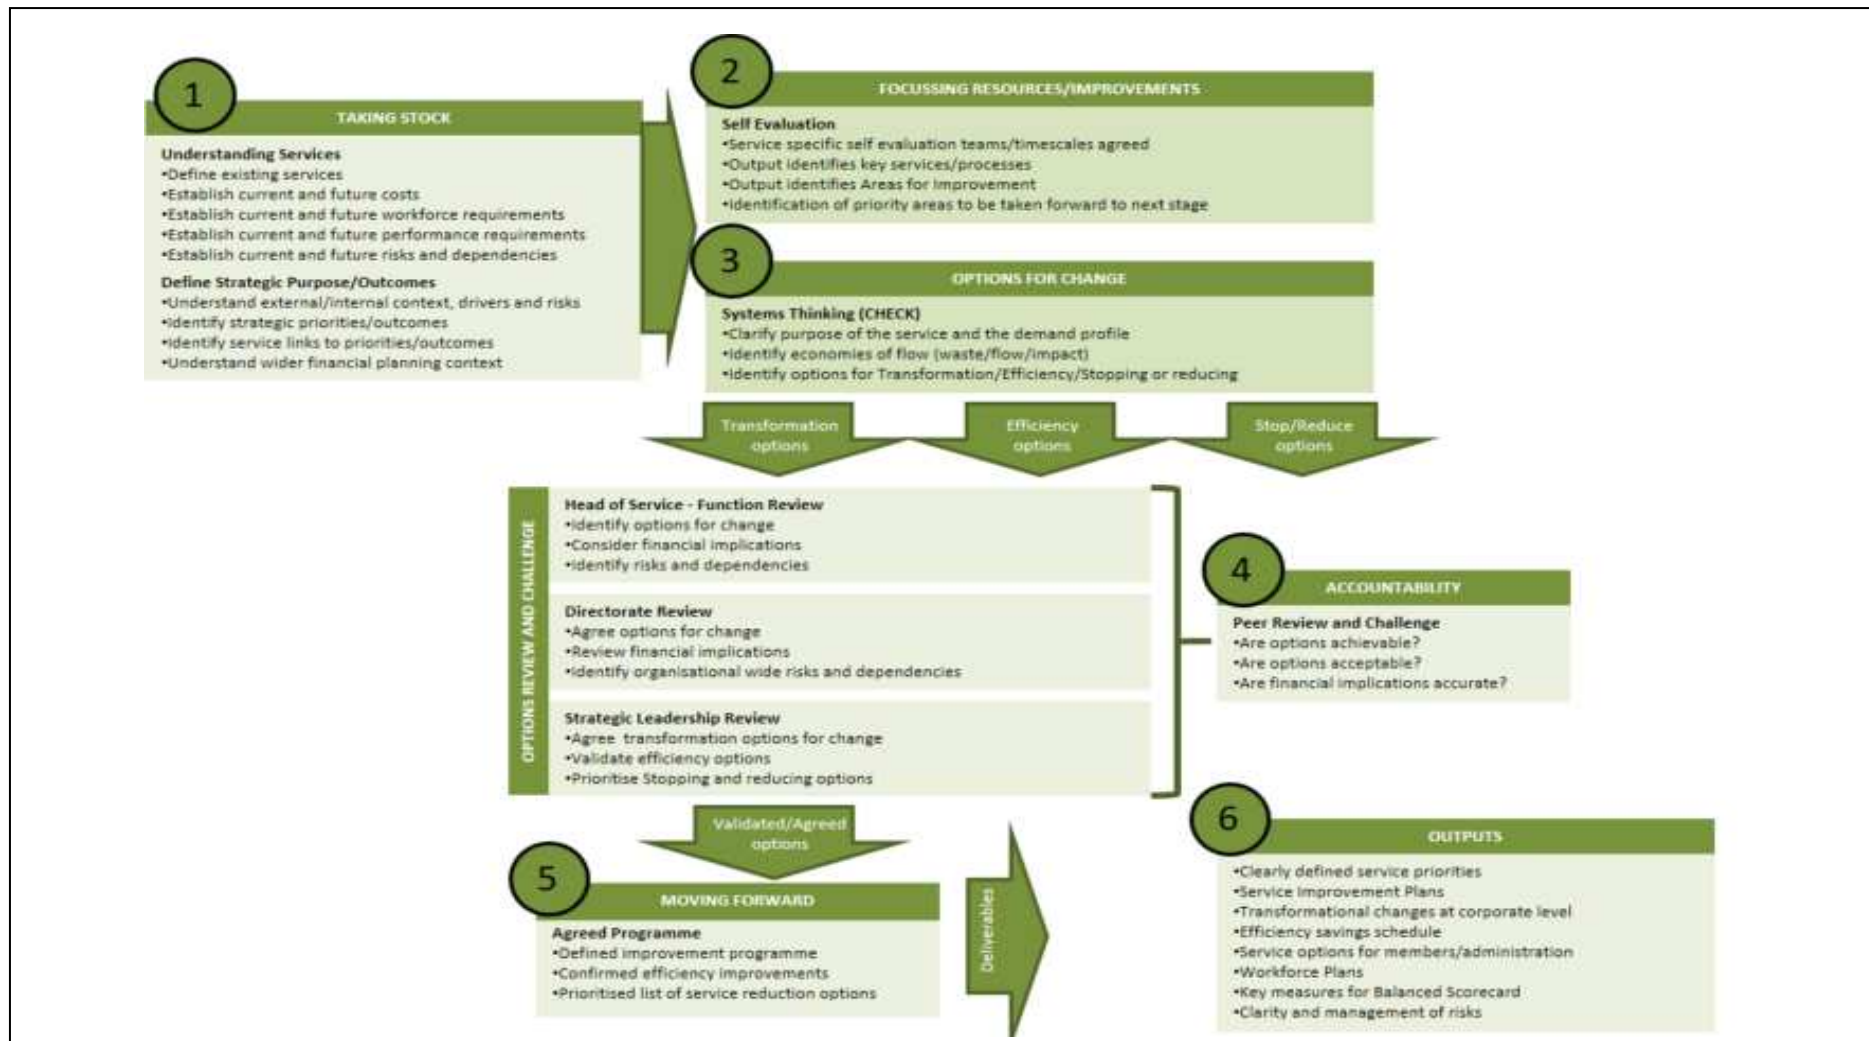 1
TAKING STOCK
Understanding Services
•Define existing services
•Establish current and future costs
•Establish current and future workforce requirements
•Establish current and future performance requirements
•Establish current and future risks and dependencies
Define Strategic Purpose/Outcomes
•Understand external/internal context, drivers and risks
•Identify strategic priorities/outcomes
•Identify service links to priorities/outcomes
•Understand wider financial planning context
2
FOCUSSING RESOURCES/IMPROVEMENTS
Self Evaluation
•Service specific self evaluation teams/timescales agreed
•Output identifies key services/processes
•Output identifies Areas for Improvement
•Identification of priority areas to be taken forward to next stage
3
OPTIONS FOR CHANGE
Systems Thinking (CHECK)
•Clarify purpose of the service and the demand profile
•Identify economies of flow (waste/flow/impact)
•Identify options for Transformation/Efficiency/Stopping or reducing
Transformation
options
Efficiency
options
Stop/Reduce
options
OPTIONS REVIEW AND CHALLENGE
Head of Service - Function Review
•Identify options for change
•Consider financial implications
•Identify risks and dependencies
Directorate Review
•Agree options for change
•Review financial implications
•Identify organisational wide risks and dependencies
Strategic Leadership Review
•Agree transformation options for change
•Validate efficiency options
•Prioritise Stopping and reducing options
4
ACCOUNTABILITY
Peer Review and Challenge
•Are options achievable?
•Are options acceptable?
•Are financial implications accurate?
Validated/Agreed
options
5
MOVING FORWARD
Agreed Programme
•Defined improvement programme
•Confirmed efficiency improvements
•Prioritised list of service reduction options
Deliverables
6
OUTPUTS
•Clearly defined service priorities
•Service Improvement Plans
•Transformational changes at corporate level
•Efficiency savings schedule
•Service options for members/administration
•Workforce Plans
•Key measures for Balanced Scorecard
•Clarity and management of risks